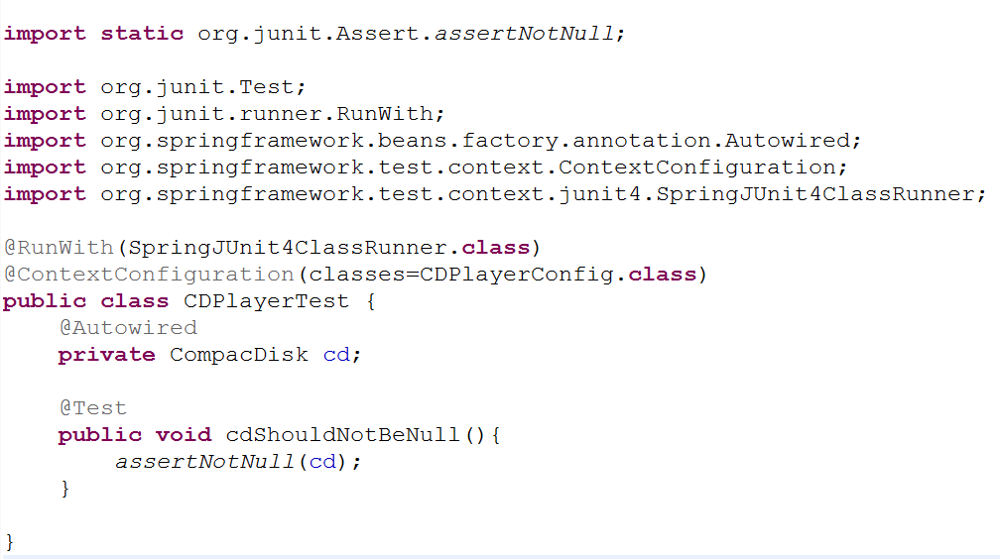 import static org.junit.Assert.assertNotNull;
import org.junit.Test;
import org.junit.runner.RunWith;
import org.springframework.beans.factory.annotation.Autowired;
import org.springframework.test.context.ContextConfiguration;
import org.springframework.test.context.junit4.SpringJUnit4ClassRunner;
@RunWith(SpringJUnit4ClassRunner.class)
@ContextConfiguration(classes=CDPlayerConfig.class)
public class CDPlayerTest {
    @Autowired
    private CompacDisk cd;
    @Test
    public void cdShouldNotBeNull(){
        assertNotNull(cd);
    }
}